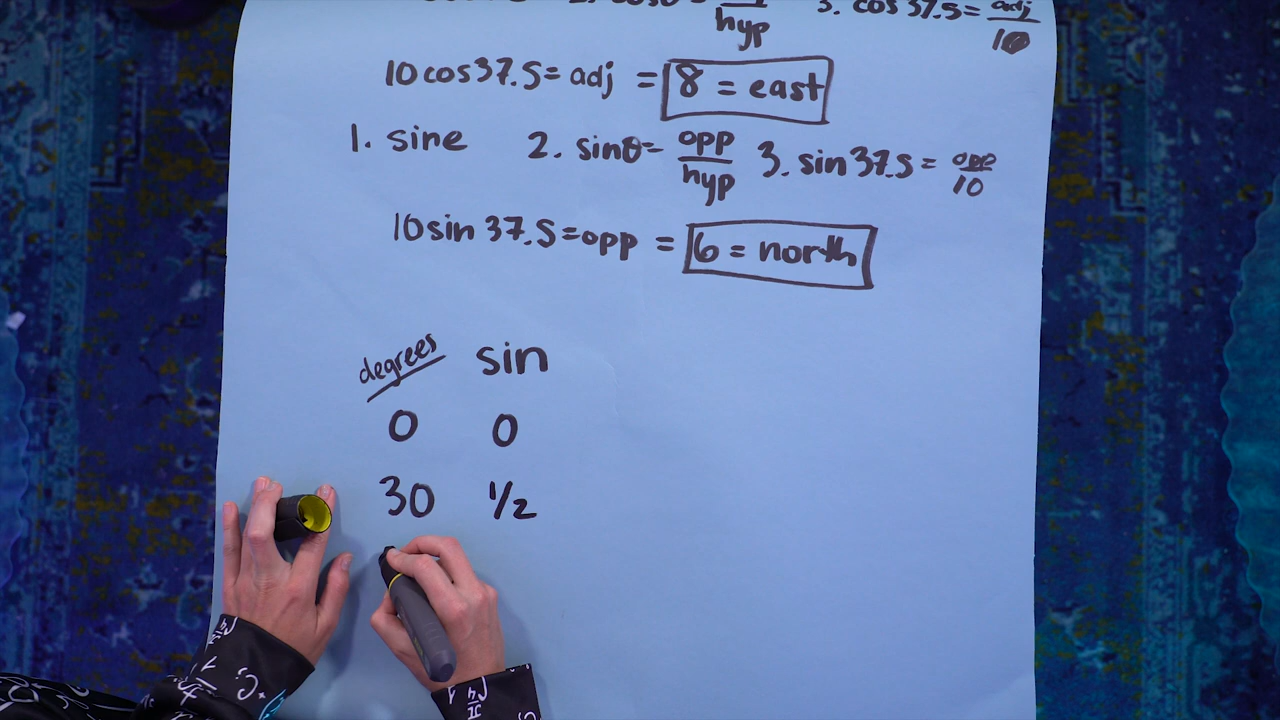 2. cosθ = hyp 3. cos 37.5 = adj/10
10 cos 37.5 = adj = 8 = east
1. sine 2. sinθ = opp/hyp 3. sin 37.5 = opp/10
10 sin 37.5 = opp = 6 = north
degrees sin
0 0
30 1/2